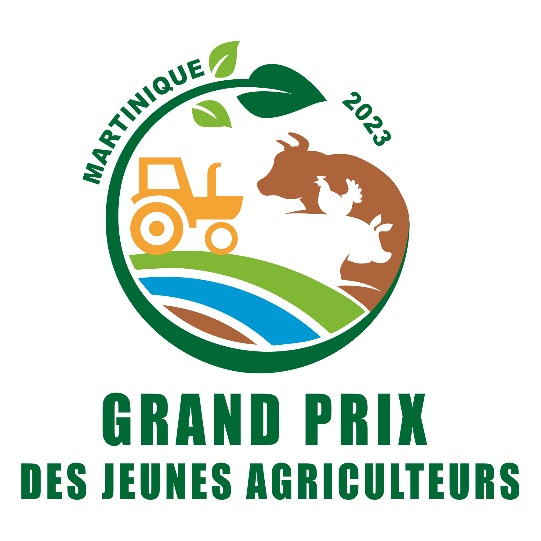 MARTINIQUE
2023
GRAND PRIX
DES JEUNES AGRICULTEURS